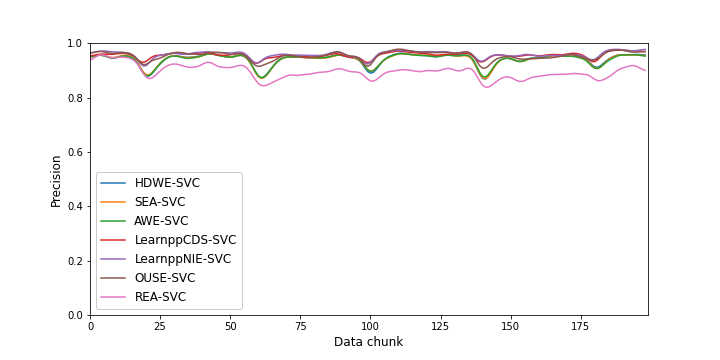 1.0
0.8
0.6
0.4
0.2
0.0
Precision
HDWE-SVC
SEA-SVC
AWE-SVC
LearnppCDS-SVC
LearnppNIE-SVC
OUSE-SVC
REA-SVC
0 25 50 75 100 125 150 175
Data chunk